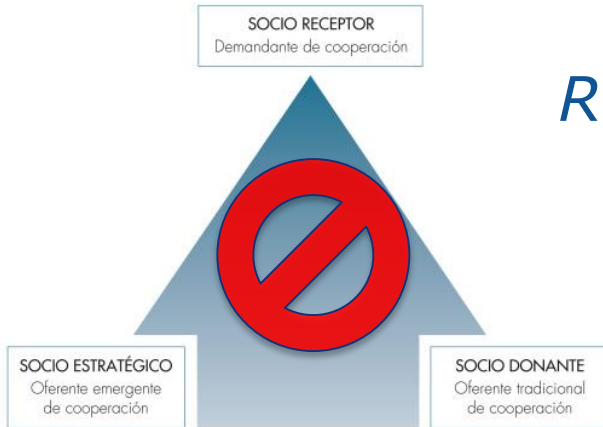 SOCIO RECEPTOR
Demandante de cooperación
R
SOCIO ESTRATÉGICO
Oferente emergente
de cooperación
SOCIO DONANTE
Oferente tradicional
de cooperación